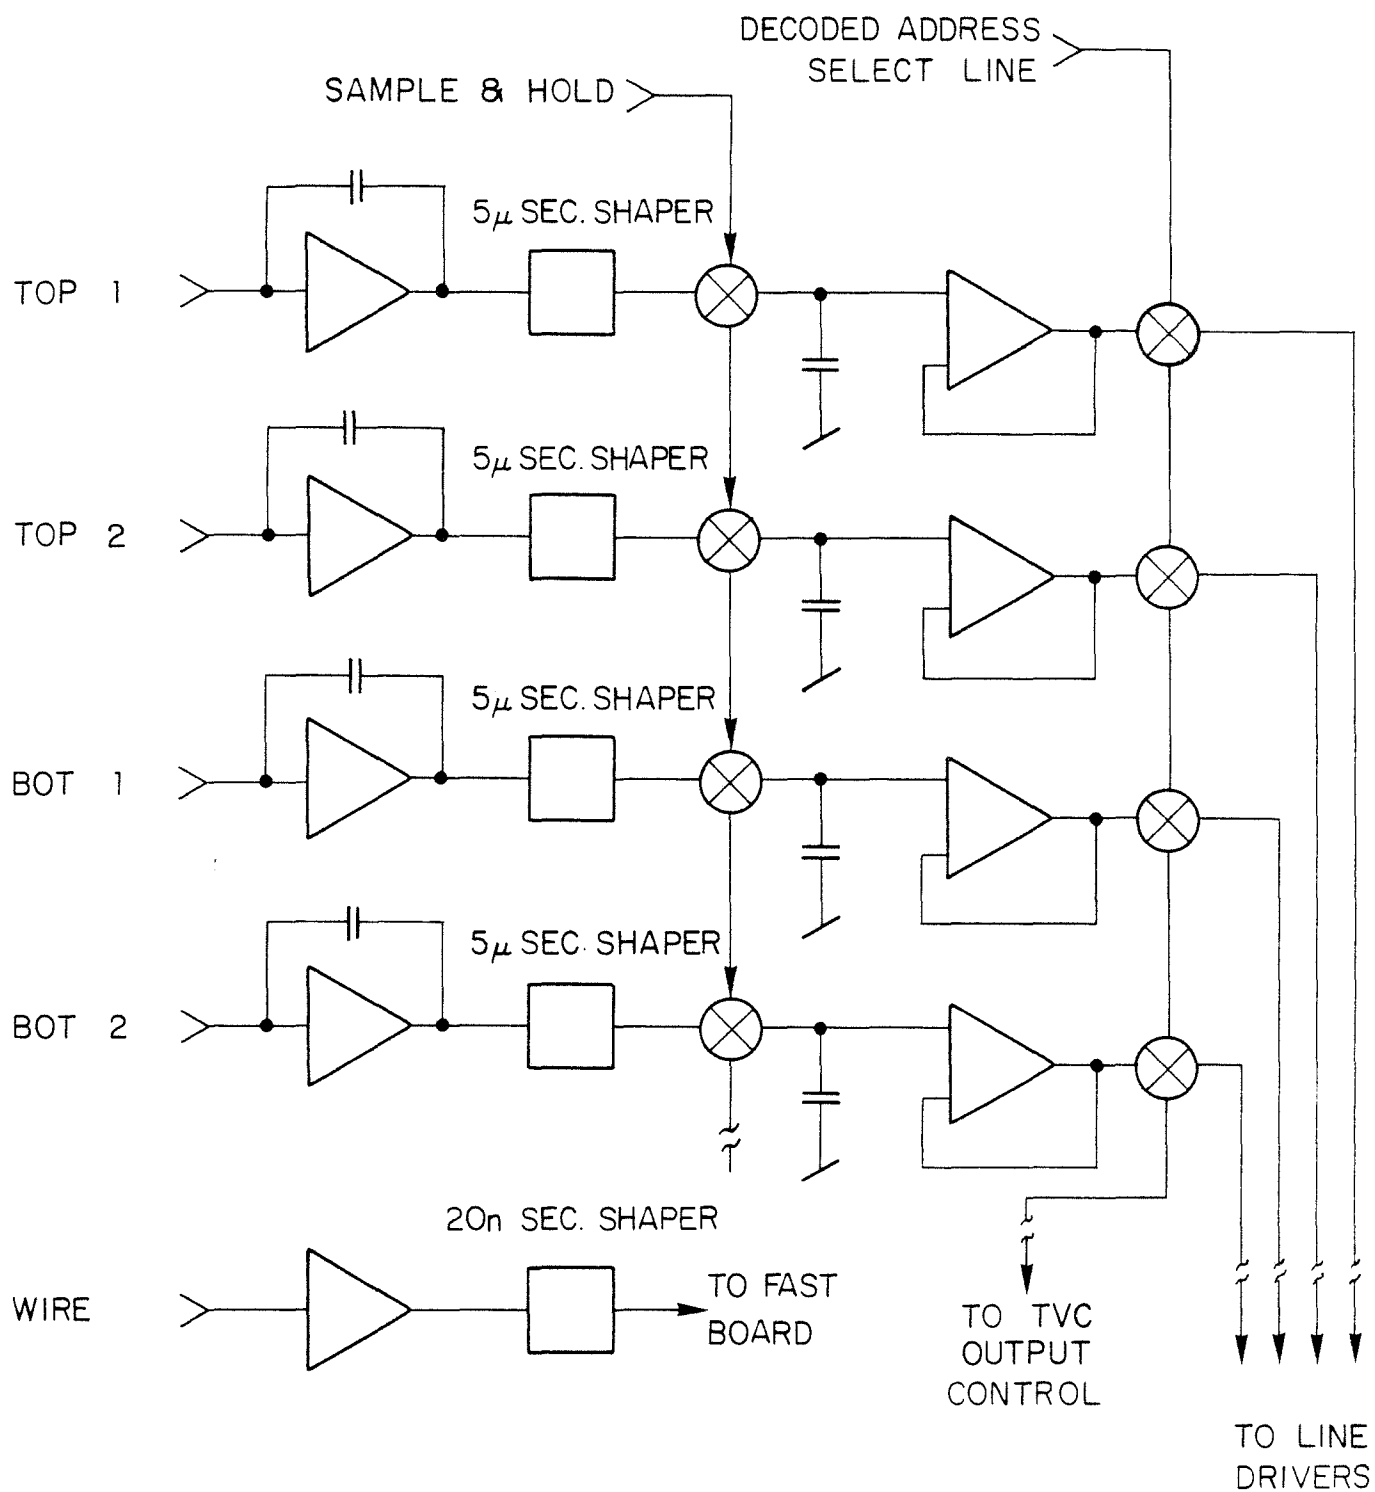 DECODED ADDRESS
SELECT LINE
SAMPLE & HOLD
5μ SEC. SHAPER
TOP 1
5μ SEC. SHAPER
TOP 2
5μ SEC. SHAPER
BOT 1
5μ SEC. SHAPER
BOT 2
20n SEC. SHAPER
WIRE
TO FAST
BOARD
TO TVC
OUTPUT
CONTROL
TO LINE
DRIVERS